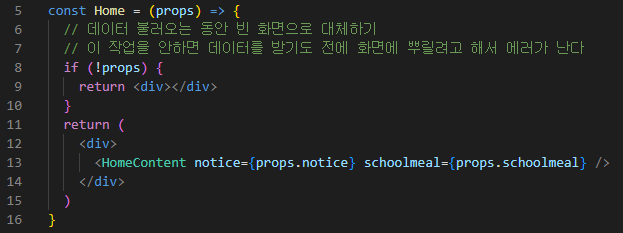 5 const Home = (props) => {
6 // 데이터 불러오는 동안 빈 화면으로 대체하기
7 // 이 작업을 안하면 데이터를 받기도 전에 화면에 뿌릴려고 해서 에러가 난다
8 if (!props) {
9 return <div></div>
10 }
11 return (
12 <div>
13 <HomeContent notice={props.notice} schoolmeal={props.schoolmeal} />
14 </div>
15 )
16 }